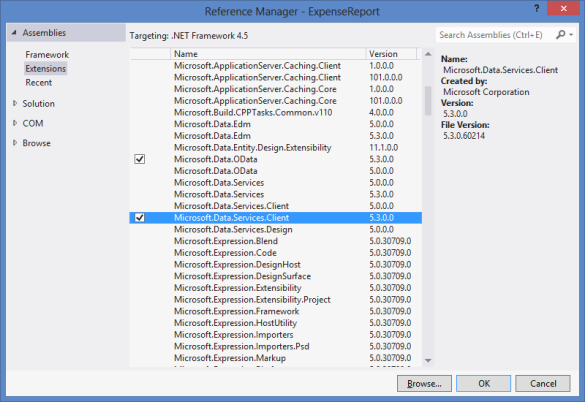 Reference Manager - ExpenseReport
?
Assemblies
Targeting: .NET Framework 4.5
Search Assemblies (Ctrl+E)
Framework
Extensions
Recent
Solution
COM
Browse
Name Version
Microsoft.ApplicationServer.Caching.Client 1.0.0.0
Microsoft.ApplicationServer.Caching.Client 101.0.0.0
Microsoft.ApplicationServer.Caching.Core 1.0.0.0
Microsoft.ApplicationServer.Caching.Core 101.0.0.0
Microsoft.Build.CPPTasks.Common.v110 4.0.0.0
Microsoft.Data.Edm 5.0.0.0
Microsoft.Data.Edm 5.3.0.0
Microsoft.Data.Entity.Design.Extensibility 11.1.0.0
Microsoft.Data.OData 5.3.0.0
Microsoft.Data.OData 5.0.0.0
Microsoft.Data.Services 5.0.0.0
Microsoft.Data.Services 5.3.0.0
Microsoft.Data.Services.Client 5.0.0.0
Microsoft.Data.Services.Client 5.3.0.0
Microsoft.Data.Services.Design 5.0.0.0
Microsoft.Expression.Blend 5.0.30709.0
Microsoft.Expression.Code 5.0.30709.0
Microsoft.Expression.DesignHost 5.0.30709.0
Microsoft.Expression.DesignSurface 5.0.30709.0
Microsoft.Expression.Extensibility 5.0.30709.0
Microsoft.Expression.Extensibility.Project 5.0.30709.0
Microsoft.Expression.Framework 5.0.30709.0
Microsoft.Expression.HostUtility 5.0.30709.0
Microsoft.Expression.Importers 5.0.30709.0
Microsoft.Expression.Importers.Psd 5.0.30709.0
Microsoft.Expression.Markup 5.0.30709.0
Name:
Microsoft.Data.Services.Client
Created by:
Microsoft Corporation
Version:
5.3.0.0
File Version:
5.3.0.60214
Browse...
OK
Cancel